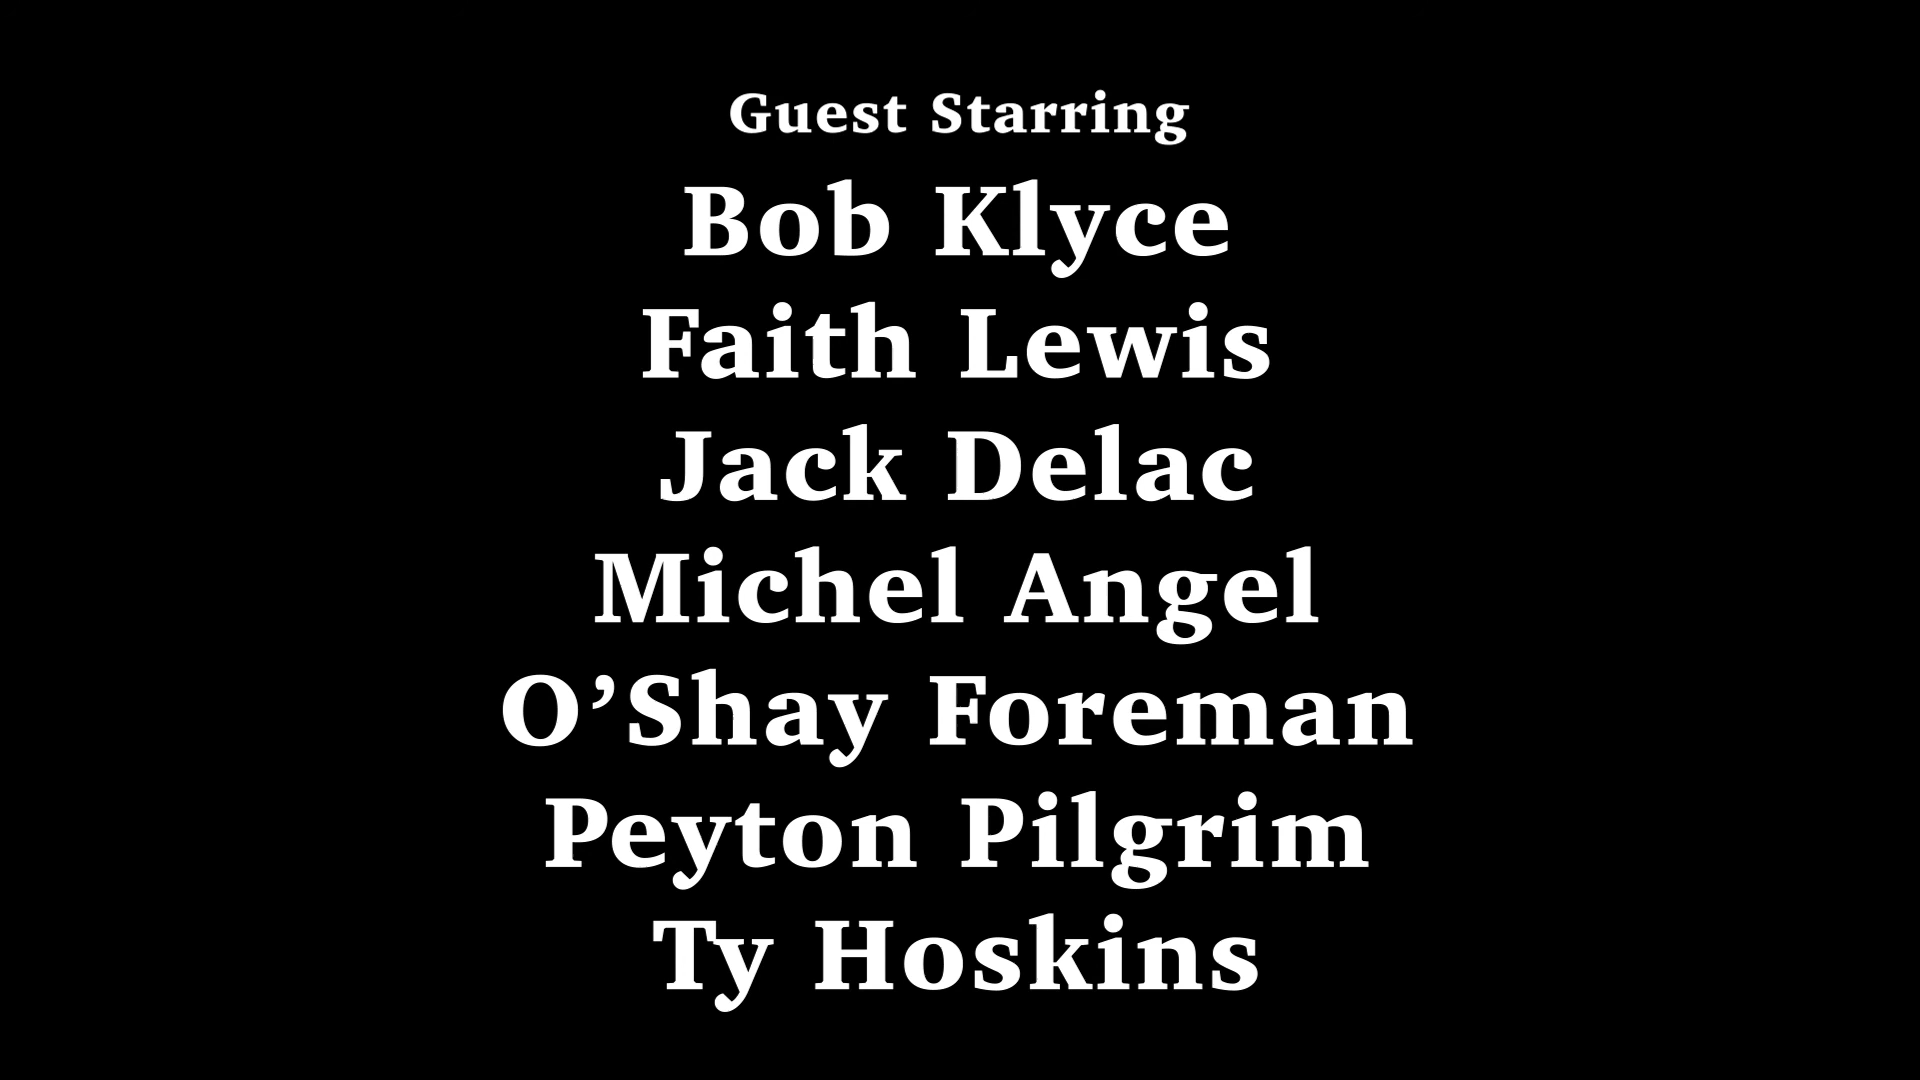 Guest Starring
Bob Klyce
Faith Lewis
Jack Delac
Michel Angel
O’Shay Foreman
Peyton Pilgrim
Ty Hoskins